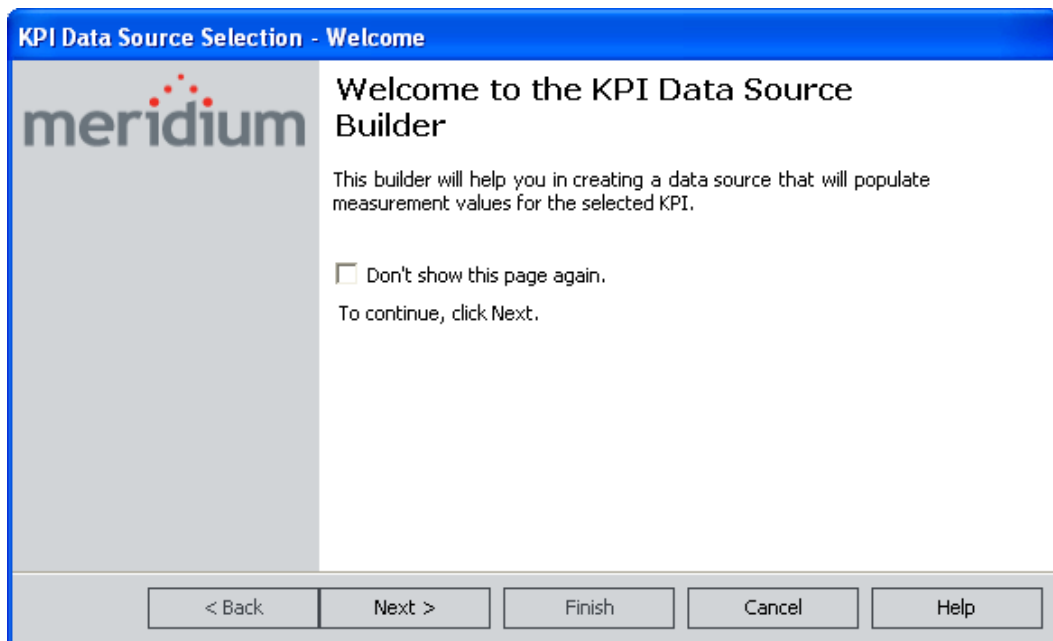 KPI Data Source Selection - Welcome
meridium
Welcome to the KPI Data Source
Builder
This builder will help you in creating a data source that will populate
measurement values for the selected KPI.
Don't show this page again.
To continue, click Next.
< Back Next > Finish Cancel Help